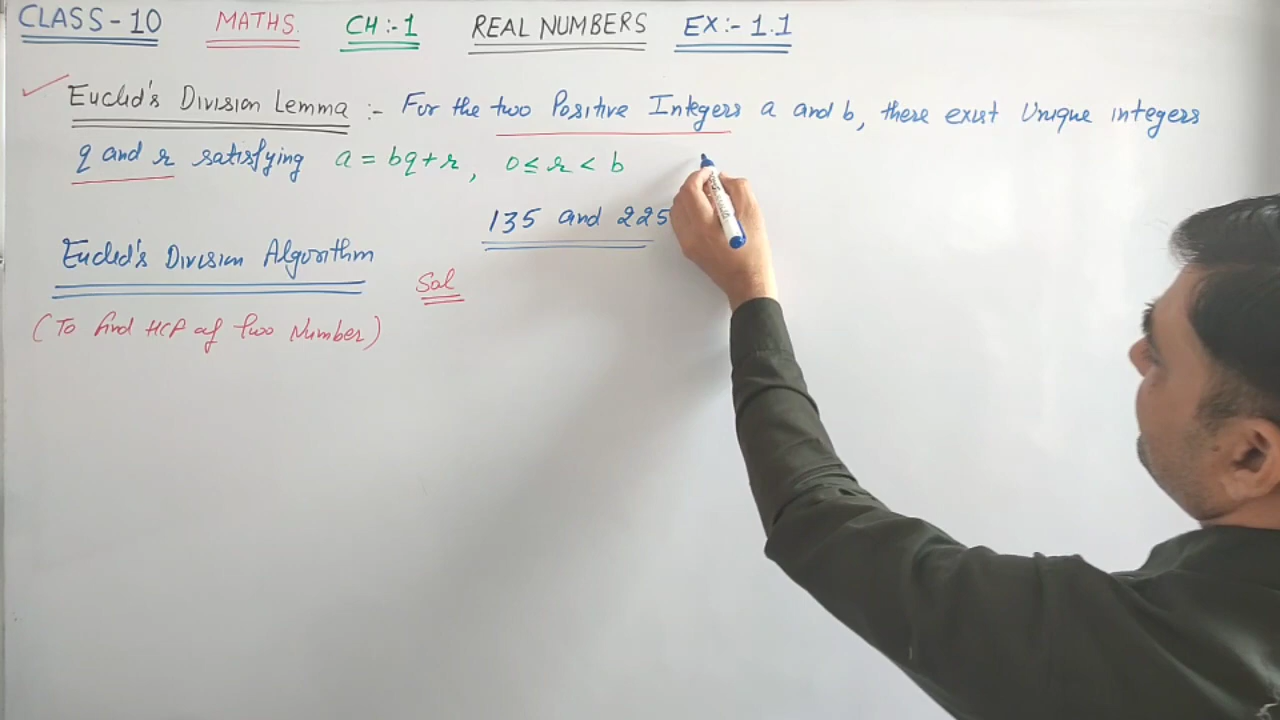 CLASS - 10 MATHS. CH :- 1 REAL NUMBERS EX :- 1.1
Euclid's Division Lemma :- For the two Positive Integers a and b, there exist Unique integers
q and r satisfying a = bq + r, 0 ≤ r < b
135 and 225
Euclid's Division Algorithm
Sol
(To find HCF of two Number)